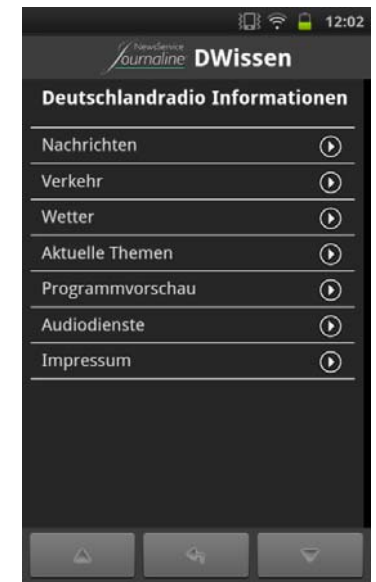 12:02
NewsService
Journaline DWissen
Deutschlandradio Informationen
Nachrichten
Verkehr
Wetter
Aktuelle Themen
Programmvorschau
Audiodienste
Impressum